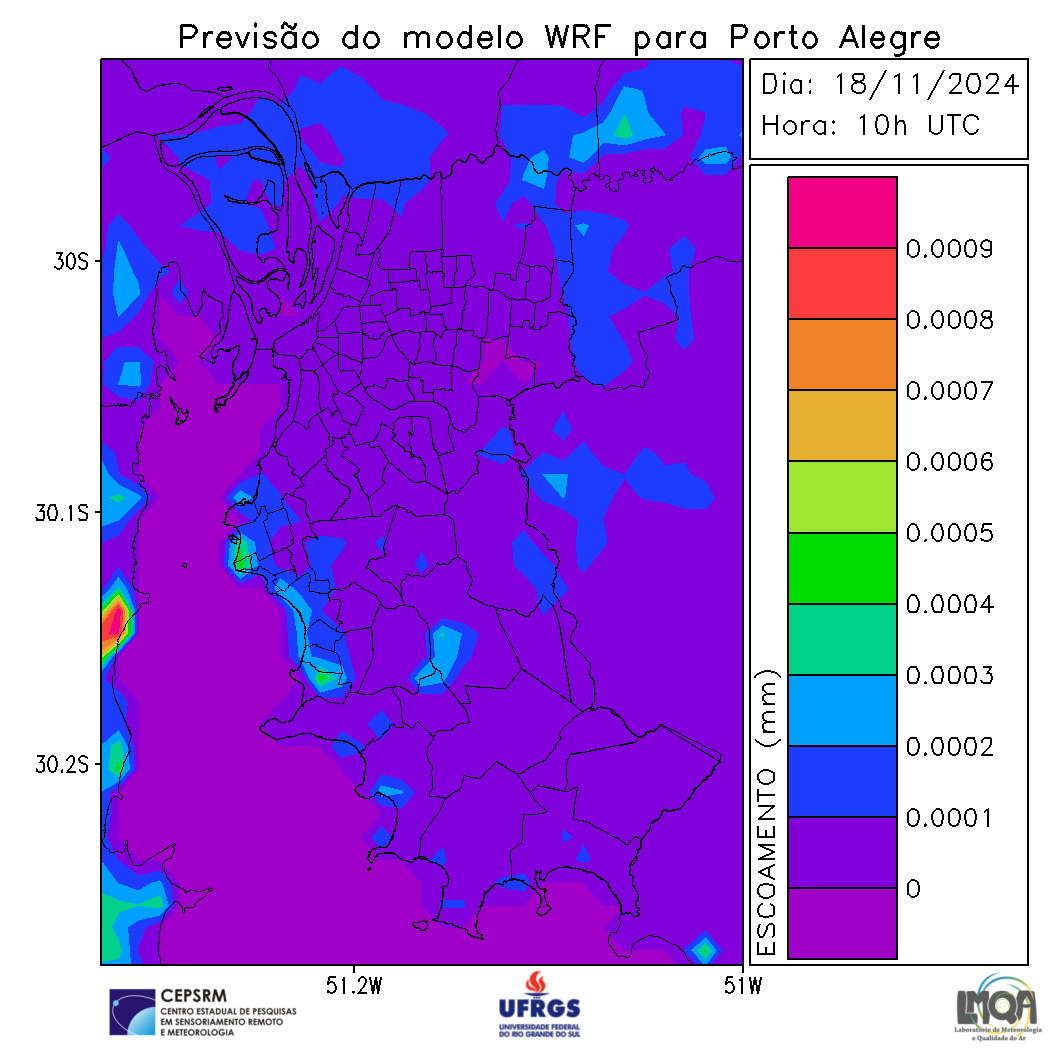 Previsão do modelo WRF para Porto Alegre
Dia: 18/11/2024
Hora: 10h UTC
30S
30.1S
30.2S
51.2W
51W
ESCOAMENTO (mm)
0.0009
0.0008
0.0007
0.0006
0.0005
0.0004
0.0003
0.0002
0.0001
0
CEPSRM
CENTRO ESTADUAL DE PESQUISAS
EM SENSORIAMENTO REMOTO
E METEOROLOGIA
UFRGS
UNIVERSIDADE FEDERAL
DO RIO GRANDE DO SUL
LMQA
Laboratório de Meteorologia
e Qualidade do Ar